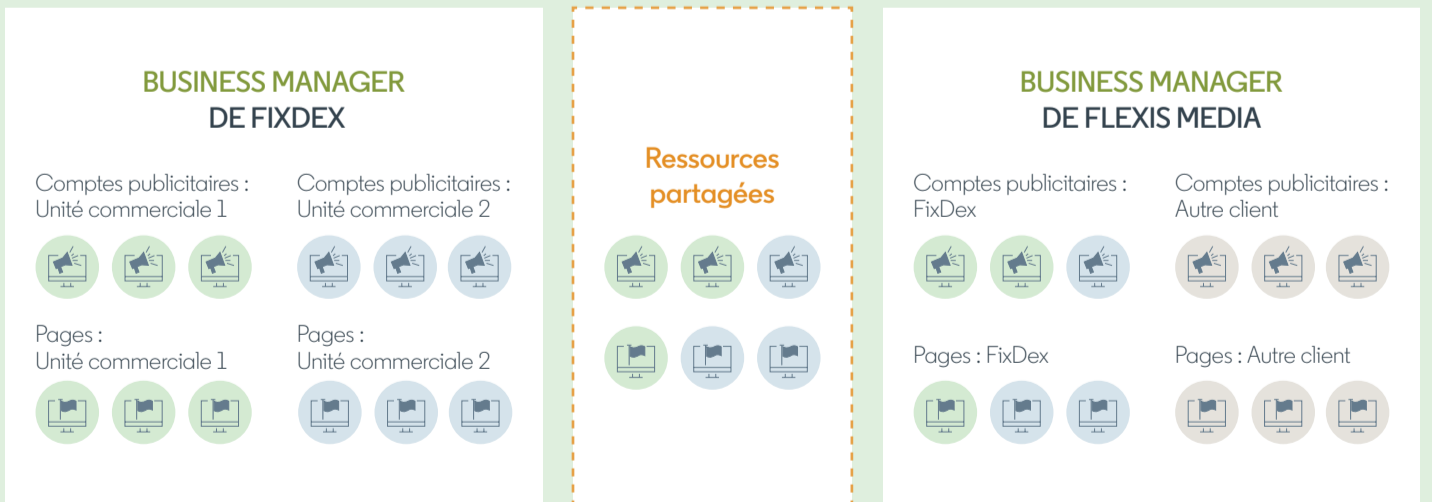 BUSINESS MANAGER
DE FIXDEX
Comptes publicitaires :
Unité commerciale 1
Comptes publicitaires :
Unité commerciale 2
Pages :
Unité commerciale 1
Pages :
Unité commerciale 2
Ressources
partagées
BUSINESS MANAGER
DE FLEXIS MEDIA
Comptes publicitaires :
FixDex
Comptes publicitaires :
Autre client
Pages : FixDex
Pages : Autre client